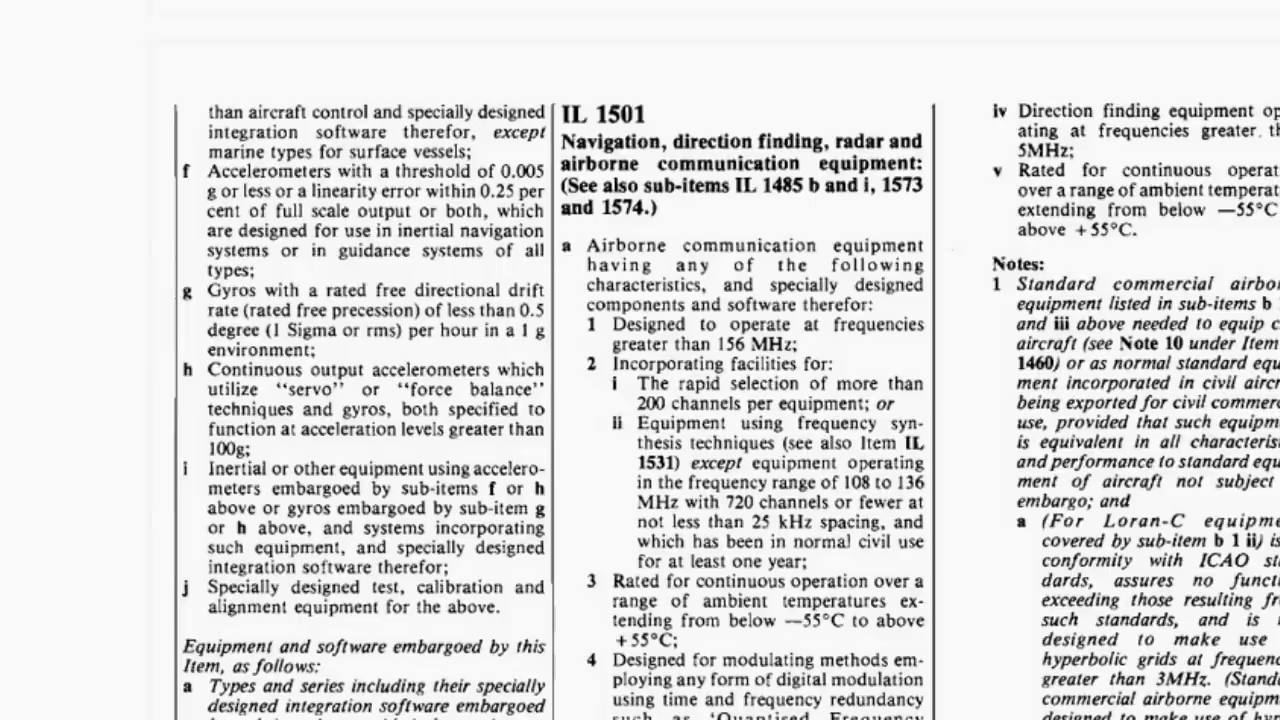 than aircraft control and specially designed
integration software therefor, except
marine types for surface vessels;
f Accelerometers with a threshold of 0.005
g or less or a linearity error within 0.25 per
cent of full scale output or both, which
are designed for use in inertial navigation
systems or in guidance systems of all
types;
g Gyros with a rated free directional drift
rate (rated free precession) of less than 0.5
degree (1 Sigma or rms) per hour in a 1 g
environment;
h Continuous output accelerometers which
utilize “servo” or “force balance”
techniques and gyros, both specified to
function at acceleration levels greater than
100g;
i Inertial or other equipment using accelero-
meters embargoed by sub-items f or h
above or gyros embargoed by sub-item g
or h above, and systems incorporating
such equipment, and specially designed
integration software therefor;
j Specially designed test, calibration and
alignment equipment for the above.
Equipment and software embargoed by this
Item, as follows:
a Types and series including their specially
designed integration software embargoed
IL 1501
Navigation, direction finding, radar and
airborne communication equipment:
(See also sub-items IL 1485 b and i, 1573
and 1574.)
a Airborne communication equipment
having any of the following
characteristics, and specially designed
components and software therefor:
1 Designed to operate at frequencies
greater than 156 MHz;
2 Incorporating facilities for:
i The rapid selection of more than
200 channels per equipment; or
ii Equipment using frequency syn-
thesis techniques (see also Item IL
1531) except equipment operating
in the frequency range of 108 to 136
MHz with 720 channels or fewer at
not less than 25 kHz spacing, and
which has been in normal civil use
for at least one year;
3 Rated for continuous operation over a
range of ambient temperatures ex-
tending from below —55°C to above
+55°C;
4 Designed for modulating methods em-
ploying any form of digital modulation
using time and frequency redundancy
such as ‘Quantised Frequency
iv Direction finding equipment op
ating at frequencies greater th
5MHz;
v Rated for continuous operat
over a range of ambient temperat
extending from below —55°C
above +55°C.
Notes:
1 Standard commercial airbor
equipment listed in sub-items b
and iii above needed to equip c
aircraft (see Note 10 under Item
1460) or as normal standard equ
ment incorporated in civil aircr
being exported for civil commerc
use, provided that such equipm
is equivalent in all characterist
and performance to standard equ
ment of aircraft not subject
embargo; and
a (For Loran-C equipme
covered by sub-item b 1 ii) is
conformity with ICAO sta
dards, assures no functi
exceeding those resulting fr
such standards, and is
designed to make use
hyperbolic grids at frequenc
greater than 3MHz. (Standa
commercial airborne equipm
designed to make use of hy